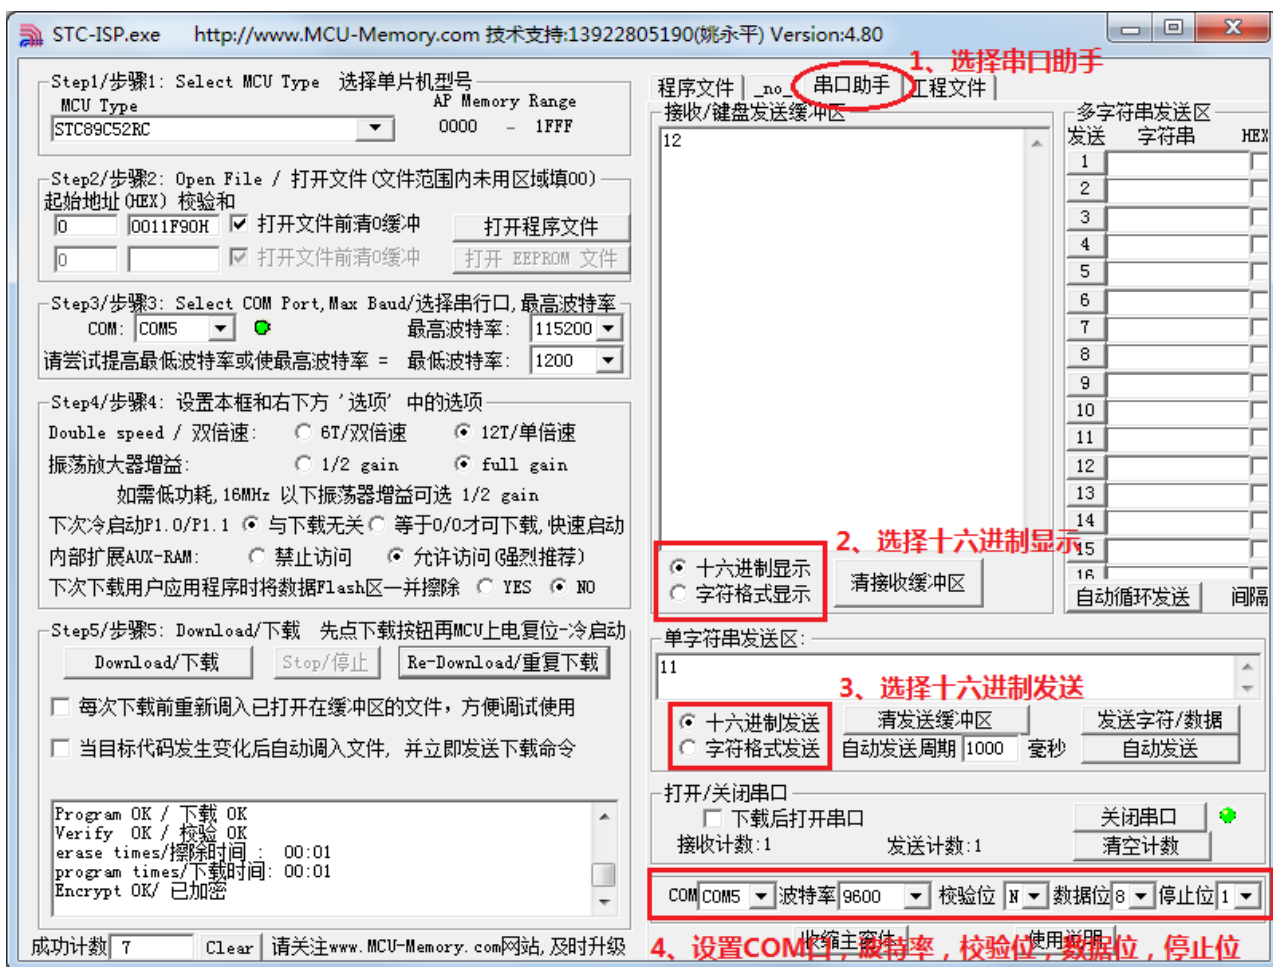 STC-ISP.exe http://www.MCU-Memory.com 技术支持:13922805190(姚永平) Version:4.80
1、选择串口助手
Step1/步骤1: Select MCU Type 选择单片机型号
MCU Type AP Memory Range
STC89C52RC 0000 - 1FFF
Step2/步骤2: Open File / 打开文件(文件范围内未用区域填00)
起始地址(HEX) 校验和
0 0011F90H 打开文件前清0缓冲 打开程序文件
0 打开文件前清0缓冲 打开 EEPROM 文件
Step3/步骤3: Select COM Port,Max Baud/选择串行口,最高波特率
COM: COM5 最高波特率: 115200
请尝试提高最低波特率或使最高波特率 = 最低波特率: 1200
Step4/步骤4: 设置本框和右下方 '选项' 中的选项
Double speed / 双倍速: 6T/双倍速 12T/单倍速
振荡放大器增益: 1/2 gain full gain
如需低功耗,16MHz 以下振荡器增益可选 1/2 gain
下次冷启动P1.0/P1.1 与下载无关 等于0/0才可下载,快速启动
内部扩展AUX-RAM: 禁止访问 允许访问(强烈推荐)
下次下载用户应用程序时将数据Flash区一并擦除 YES NO
Step5/步骤5: Download/下载 先点下载按钮再MCU上电复位-冷启动
Download/下载 Stop/停止 Re-Download/重复下载
每次下载前重新调入已打开在缓冲区的文件，方便调试使用
当目标代码发生变化后自动调入文件, 并立即发送下载命令
Program OK / 下载 OK
Verify OK / 校验 OK
erase times/擦除时间 : 00:01
program times/下载时间: 00:01
Encrypt OK/ 已加密
成功计数 7 Clear 请关注www.MCU-Memory.com网站,及时升级
程序文件 _no_ 串口助手 工程文件
接收/键盘发送缓冲区
12
多字符串发送区
发送 字符串 HEX
1
2
3
4
5
6
7
8
9
10
11
12
13
14
15
16
自动循环发送 间隔
2、选择十六进制显示
十六进制显示
字符格式显示
清接收缓冲区
单字符串发送区:
11
3、选择十六进制发送
十六进制发送 清发送缓冲区 发送字符/数据
字符格式发送 自动发送周期 1000 毫秒 自动发送
打开/关闭串口
下载后打开串口 关闭串口
接收计数:1 发送计数:1 清空计数
COM COM5 波特率 9600 校验位 N 数据位 8 停止位 1
收缩主窗体 使用说明
4、设置COM口，波特率，校验位，数据位，停止位